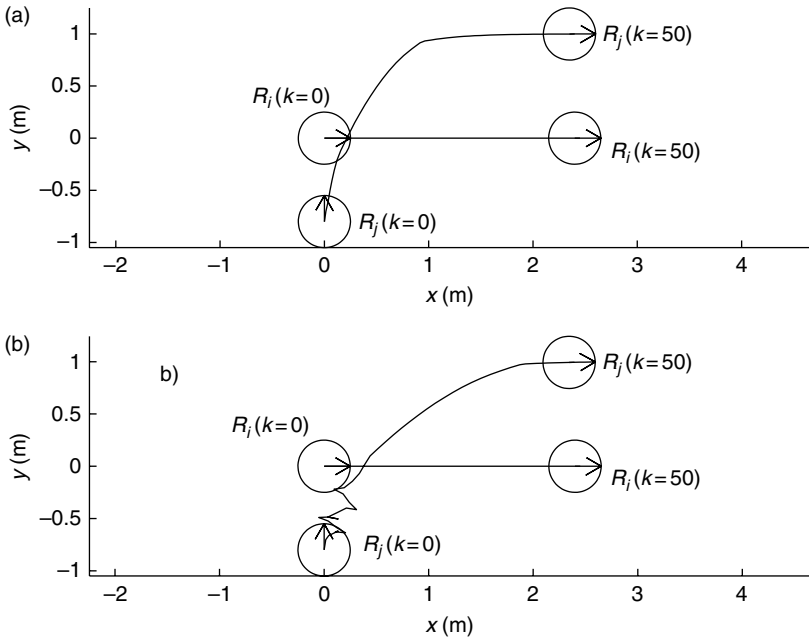 (a)
1
R_j(k=50)
0.5
R_i(k=0)
y (m)
0
R_i(k=50)
–0.5
R_j(k=0)
–1
–2 –1 0 1 2 3 4
x (m)
(b)
1
R_j(k=50)
b)
0.5
R_i(k=0)
y (m)
0
R_i(k=50)
–0.5
R_j(k=0)
–1
–2 –1 0 1 2 3 4
x (m)